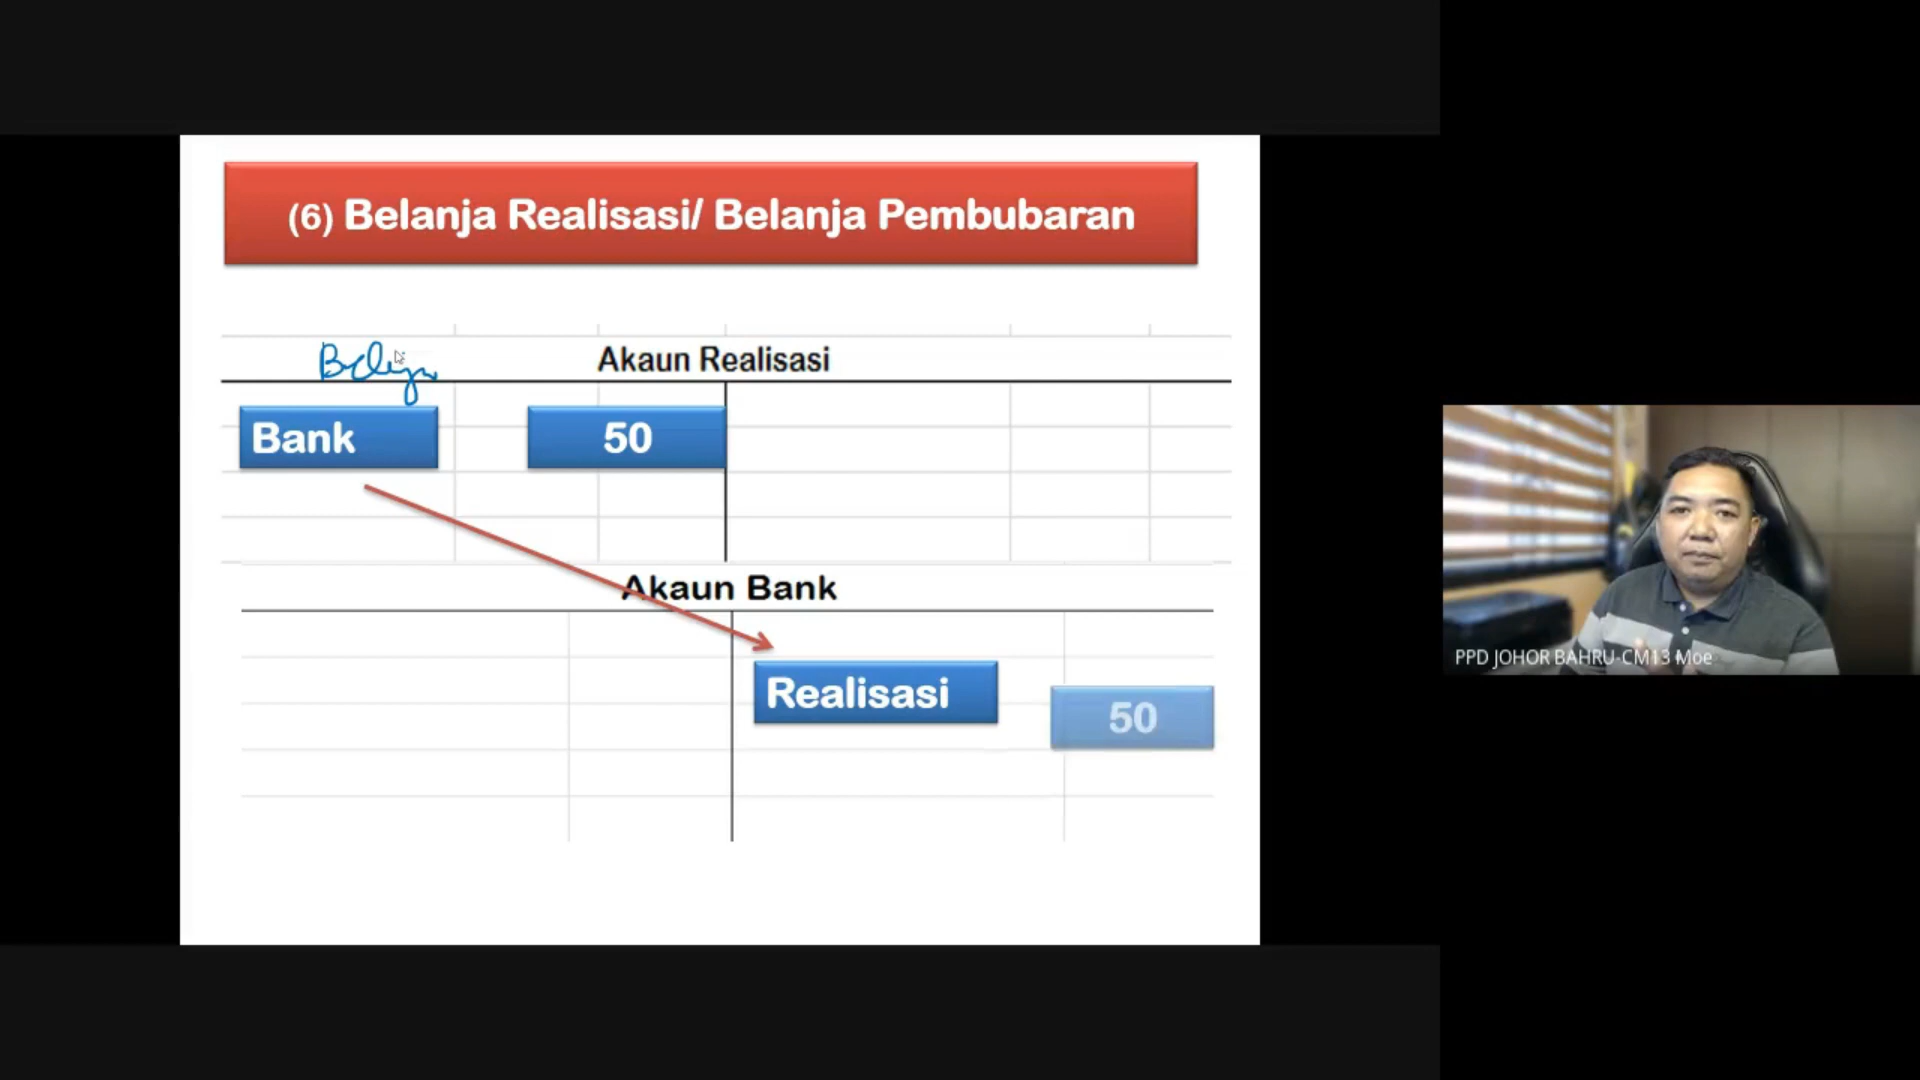 (6) Belanja Realisasi/ Belanja Pembubaran
Akaun Realisasi
Bank 50
Akaun Bank
Realisasi 50
PPD JOHOR BAHRU-CM13 Moe